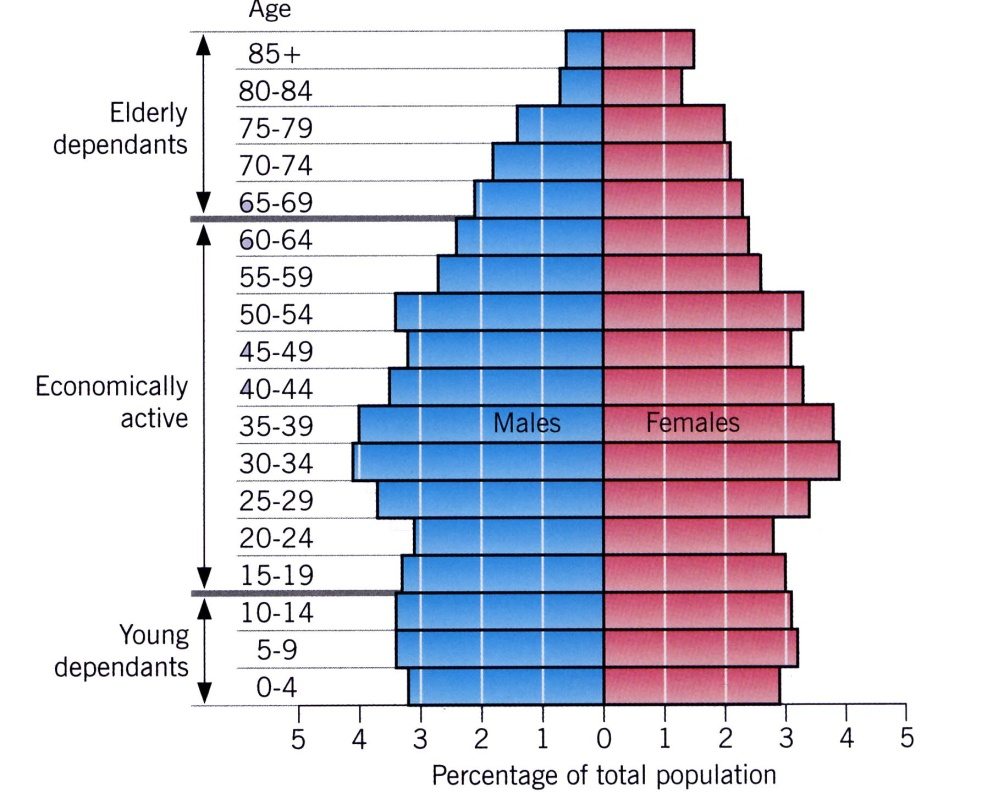 Age
85+
80-84
75-79
70-74
65-69
60-64
55-59
50-54
45-49
40-44
35-39
30-34
25-29
20-24
15-19
10-14
5-9
0-4
Elderly
dependants
Economically
active
Young
dependants
Males Females
5 4 3 2 1 0 1 2 3 4 5
Percentage of total population